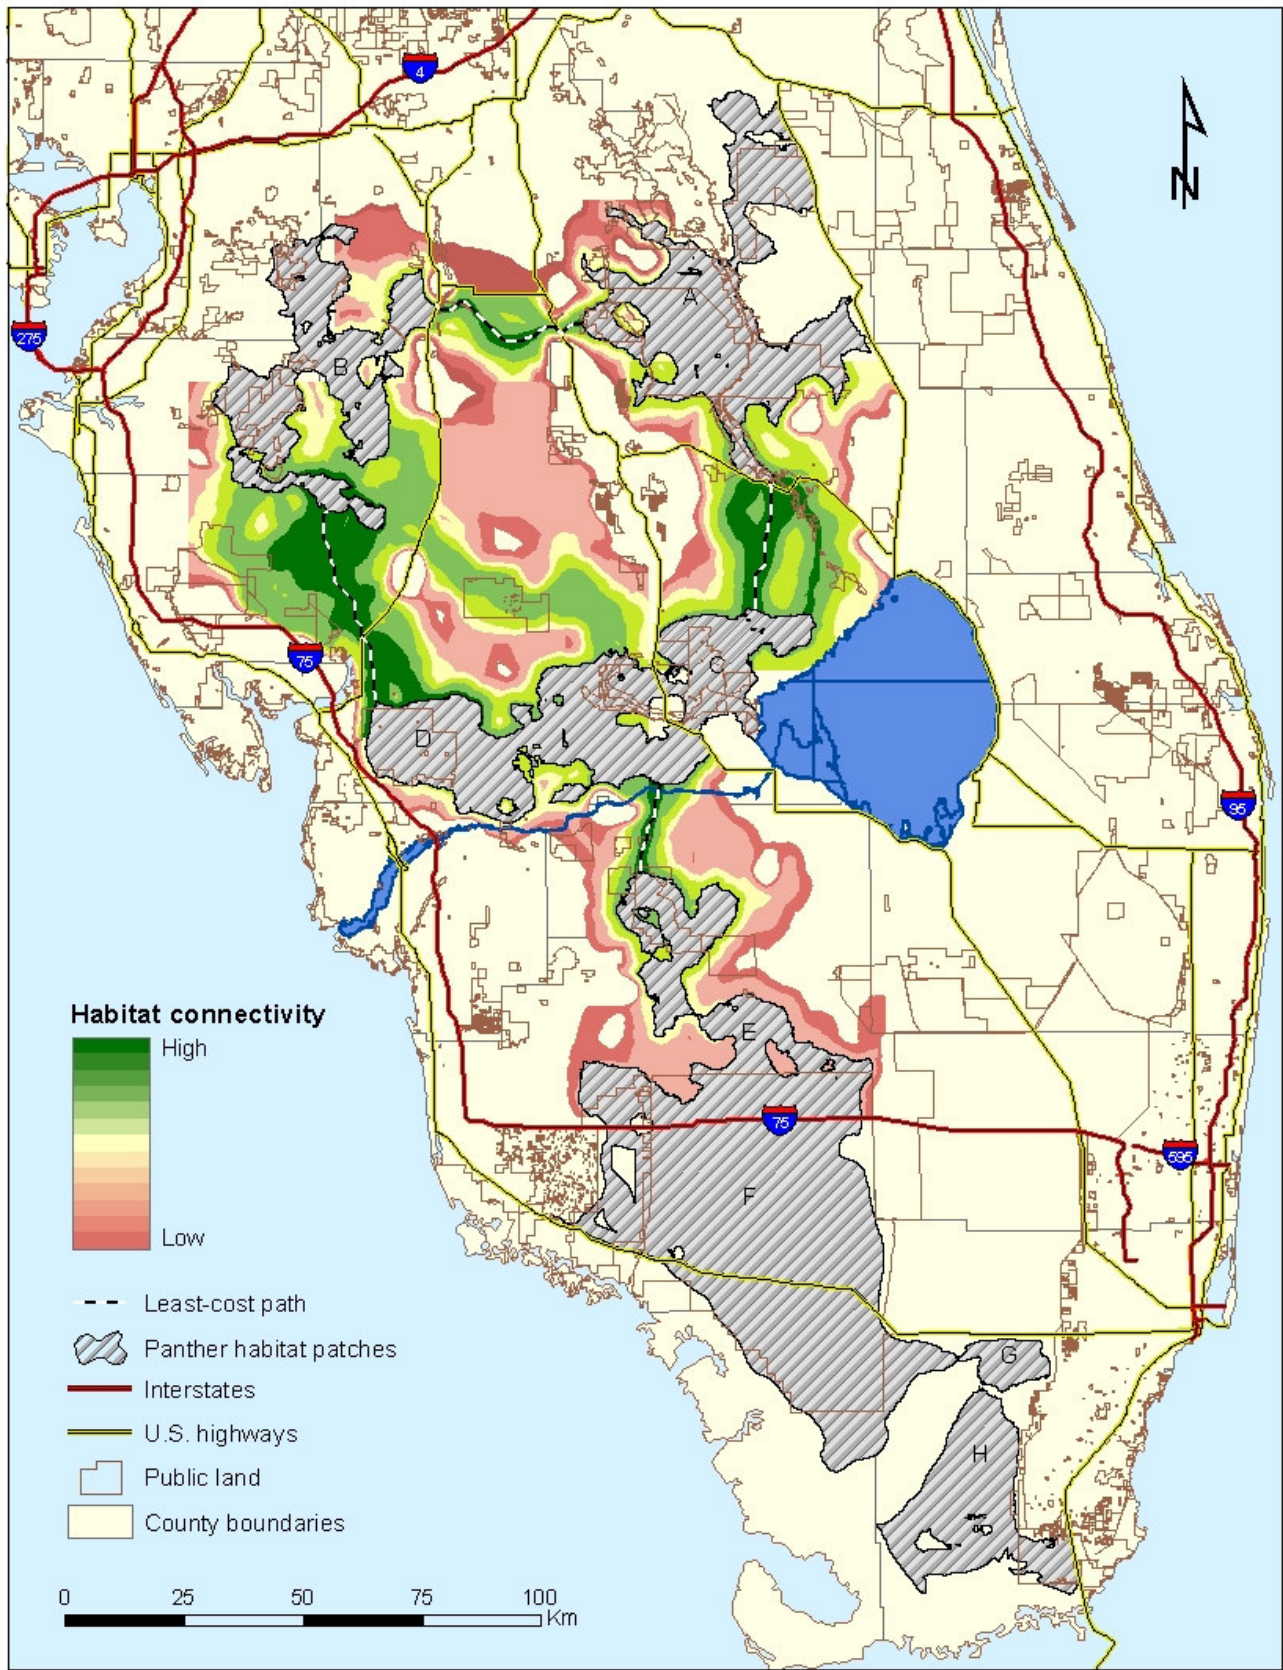 4
N
A
275
B
C
75
D
95
Habitat connectivity
High
Low
E
75
595
F
Least-cost path
Panther habitat patches
G
Interstates
U.S. highways
H
Public land
County boundaries
0 25 50 75 100
Km